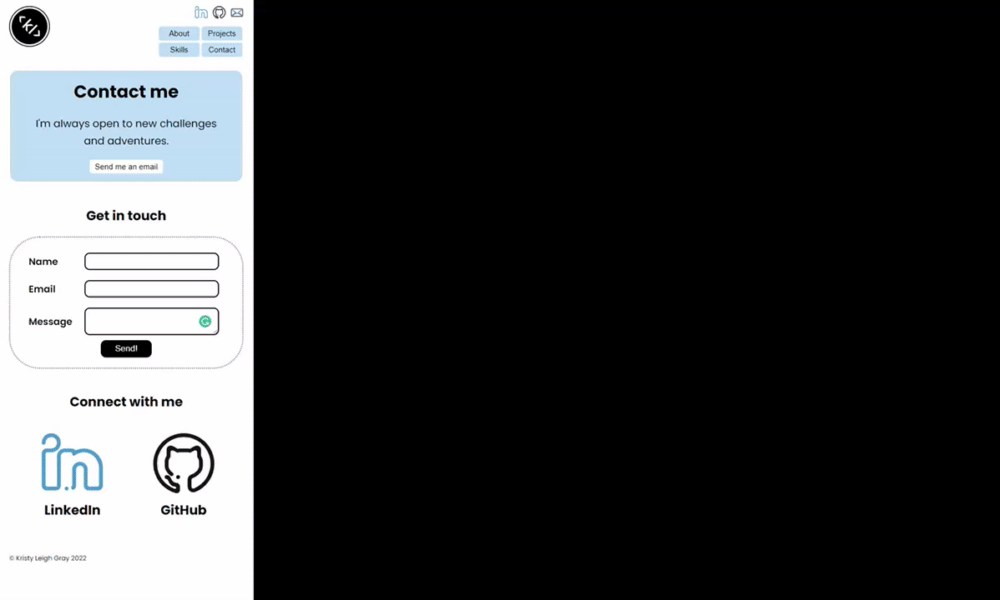 <kl>
About Projects
Skills Contact
Contact me
I'm always open to new challenges
and adventures.
Send me an email
Get in touch
Name
Email
Message
Send!
Connect with me
LinkedIn GitHub
© Kristy Leigh Gray 2022